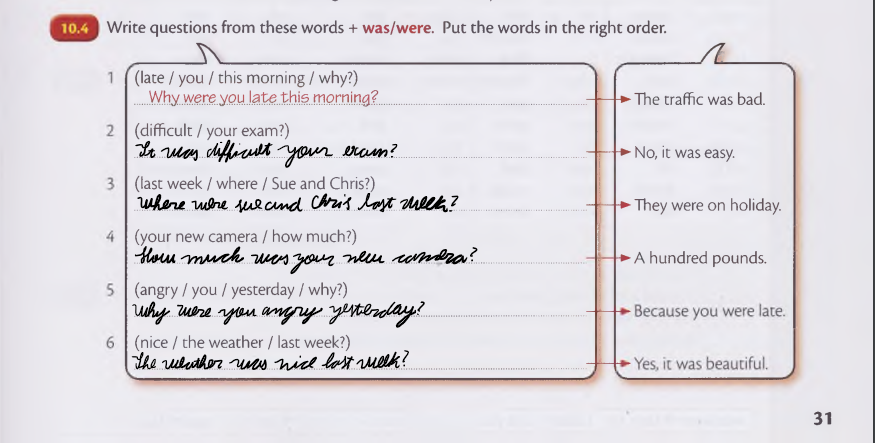 10.4 Write questions from these words + was/were. Put the words in the right order.
1 (late / you / this morning / why?)
Why were you late this morning? The traffic was bad.
2 (difficult / your exam?)
It was difficult your exam? No, it was easy.
3 (last week / where / Sue and Chris?)
Where were sue and Chris last week? They were on holiday.
4 (your new camera / how much?)
How much was your new camera? A hundred pounds.
5 (angry / you / yesterday / why?)
Why were you angry yesterday? Because you were late.
6 (nice / the weather / last week?)
The weather was nice last week? Yes, it was beautiful.
31